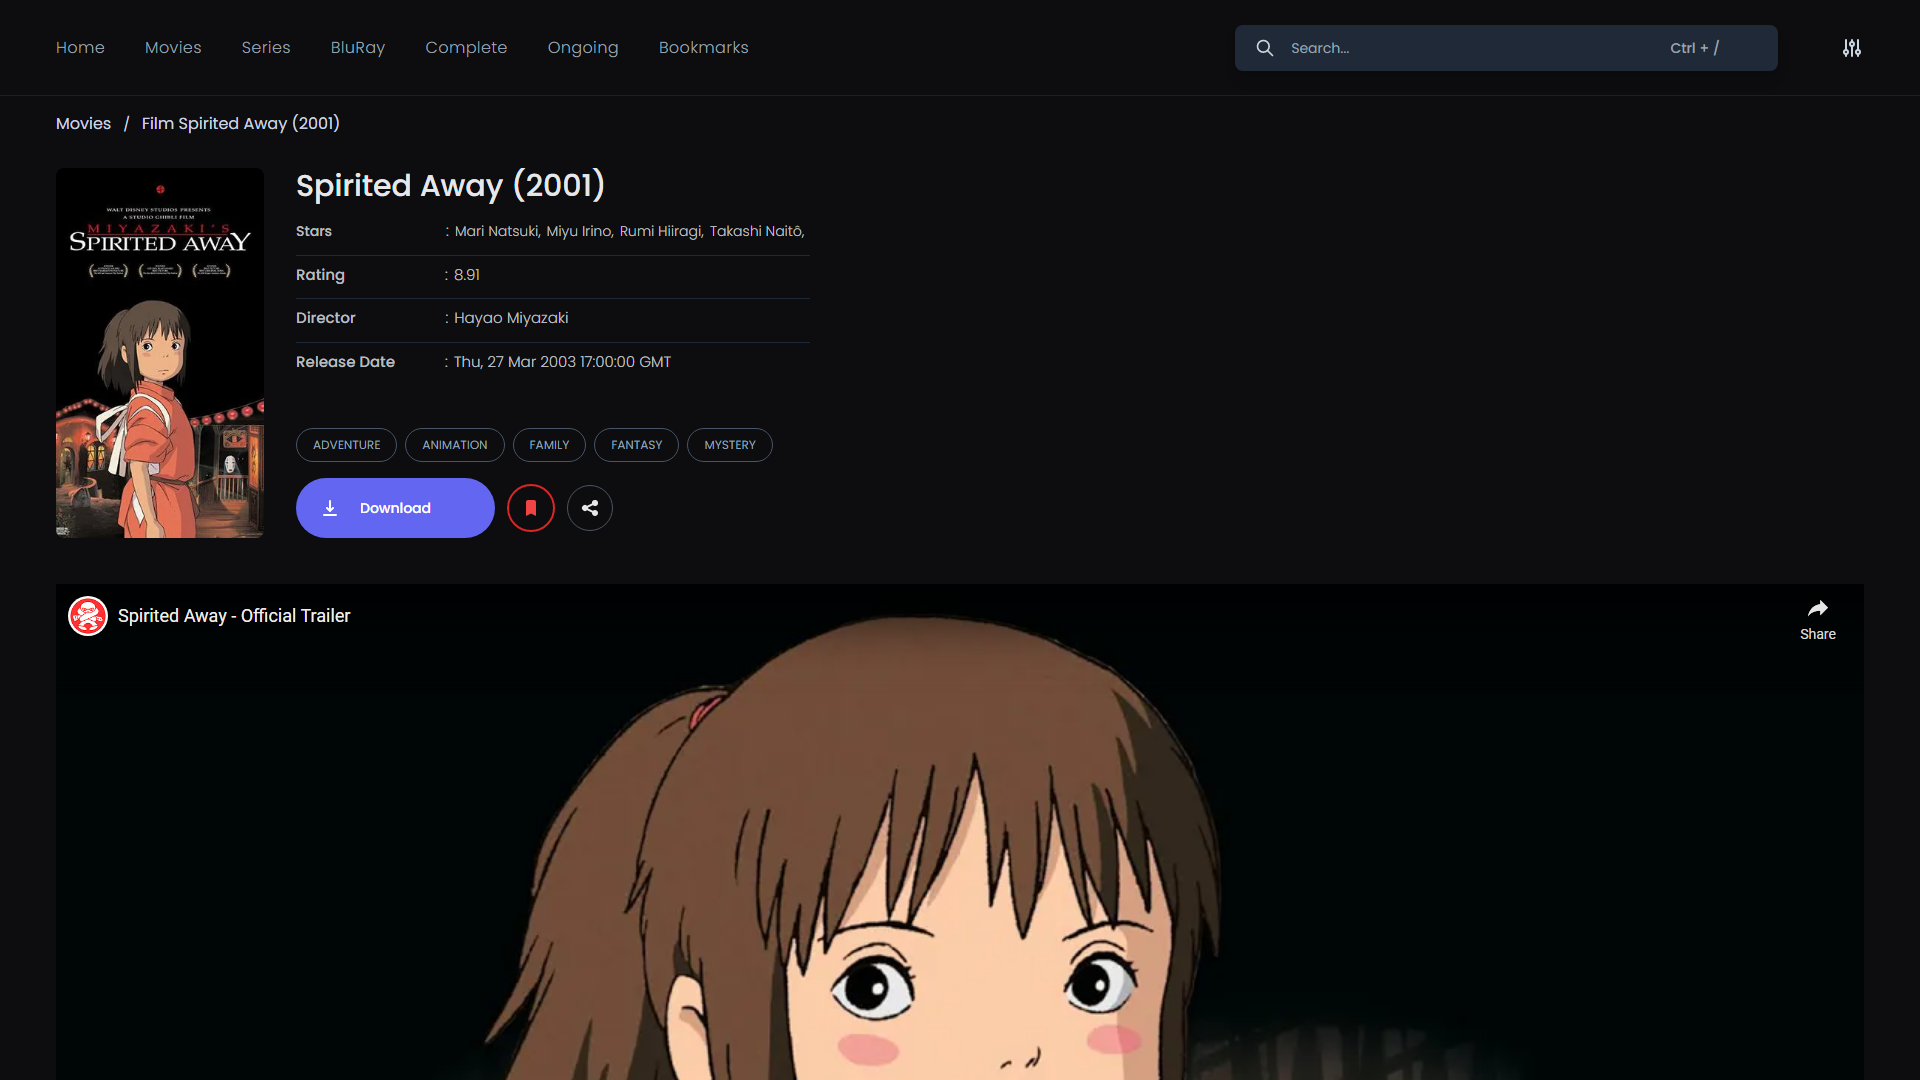 Home Movies Series BluRay Complete Ongoing Bookmarks Search... Ctrl + /
Movies / Film Spirited Away (2001)
WALT DISNEY STUDIOS PRESENTS
A STUDIO GHIBLI FILM
MIYAZAKI'S
SPIRITED AWAY
Spirited Away (2001)
Stars : Mari Natsuki, Miyu Irino, Rumi Hiiragi, Takashi Naitô,
Rating : 8.91
Director : Hayao Miyazaki
Release Date : Thu, 27 Mar 2003 17:00:00 GMT
ADVENTURE ANIMATION FAMILY FANTASY MYSTERY
Download
Spirited Away - Official Trailer
Share